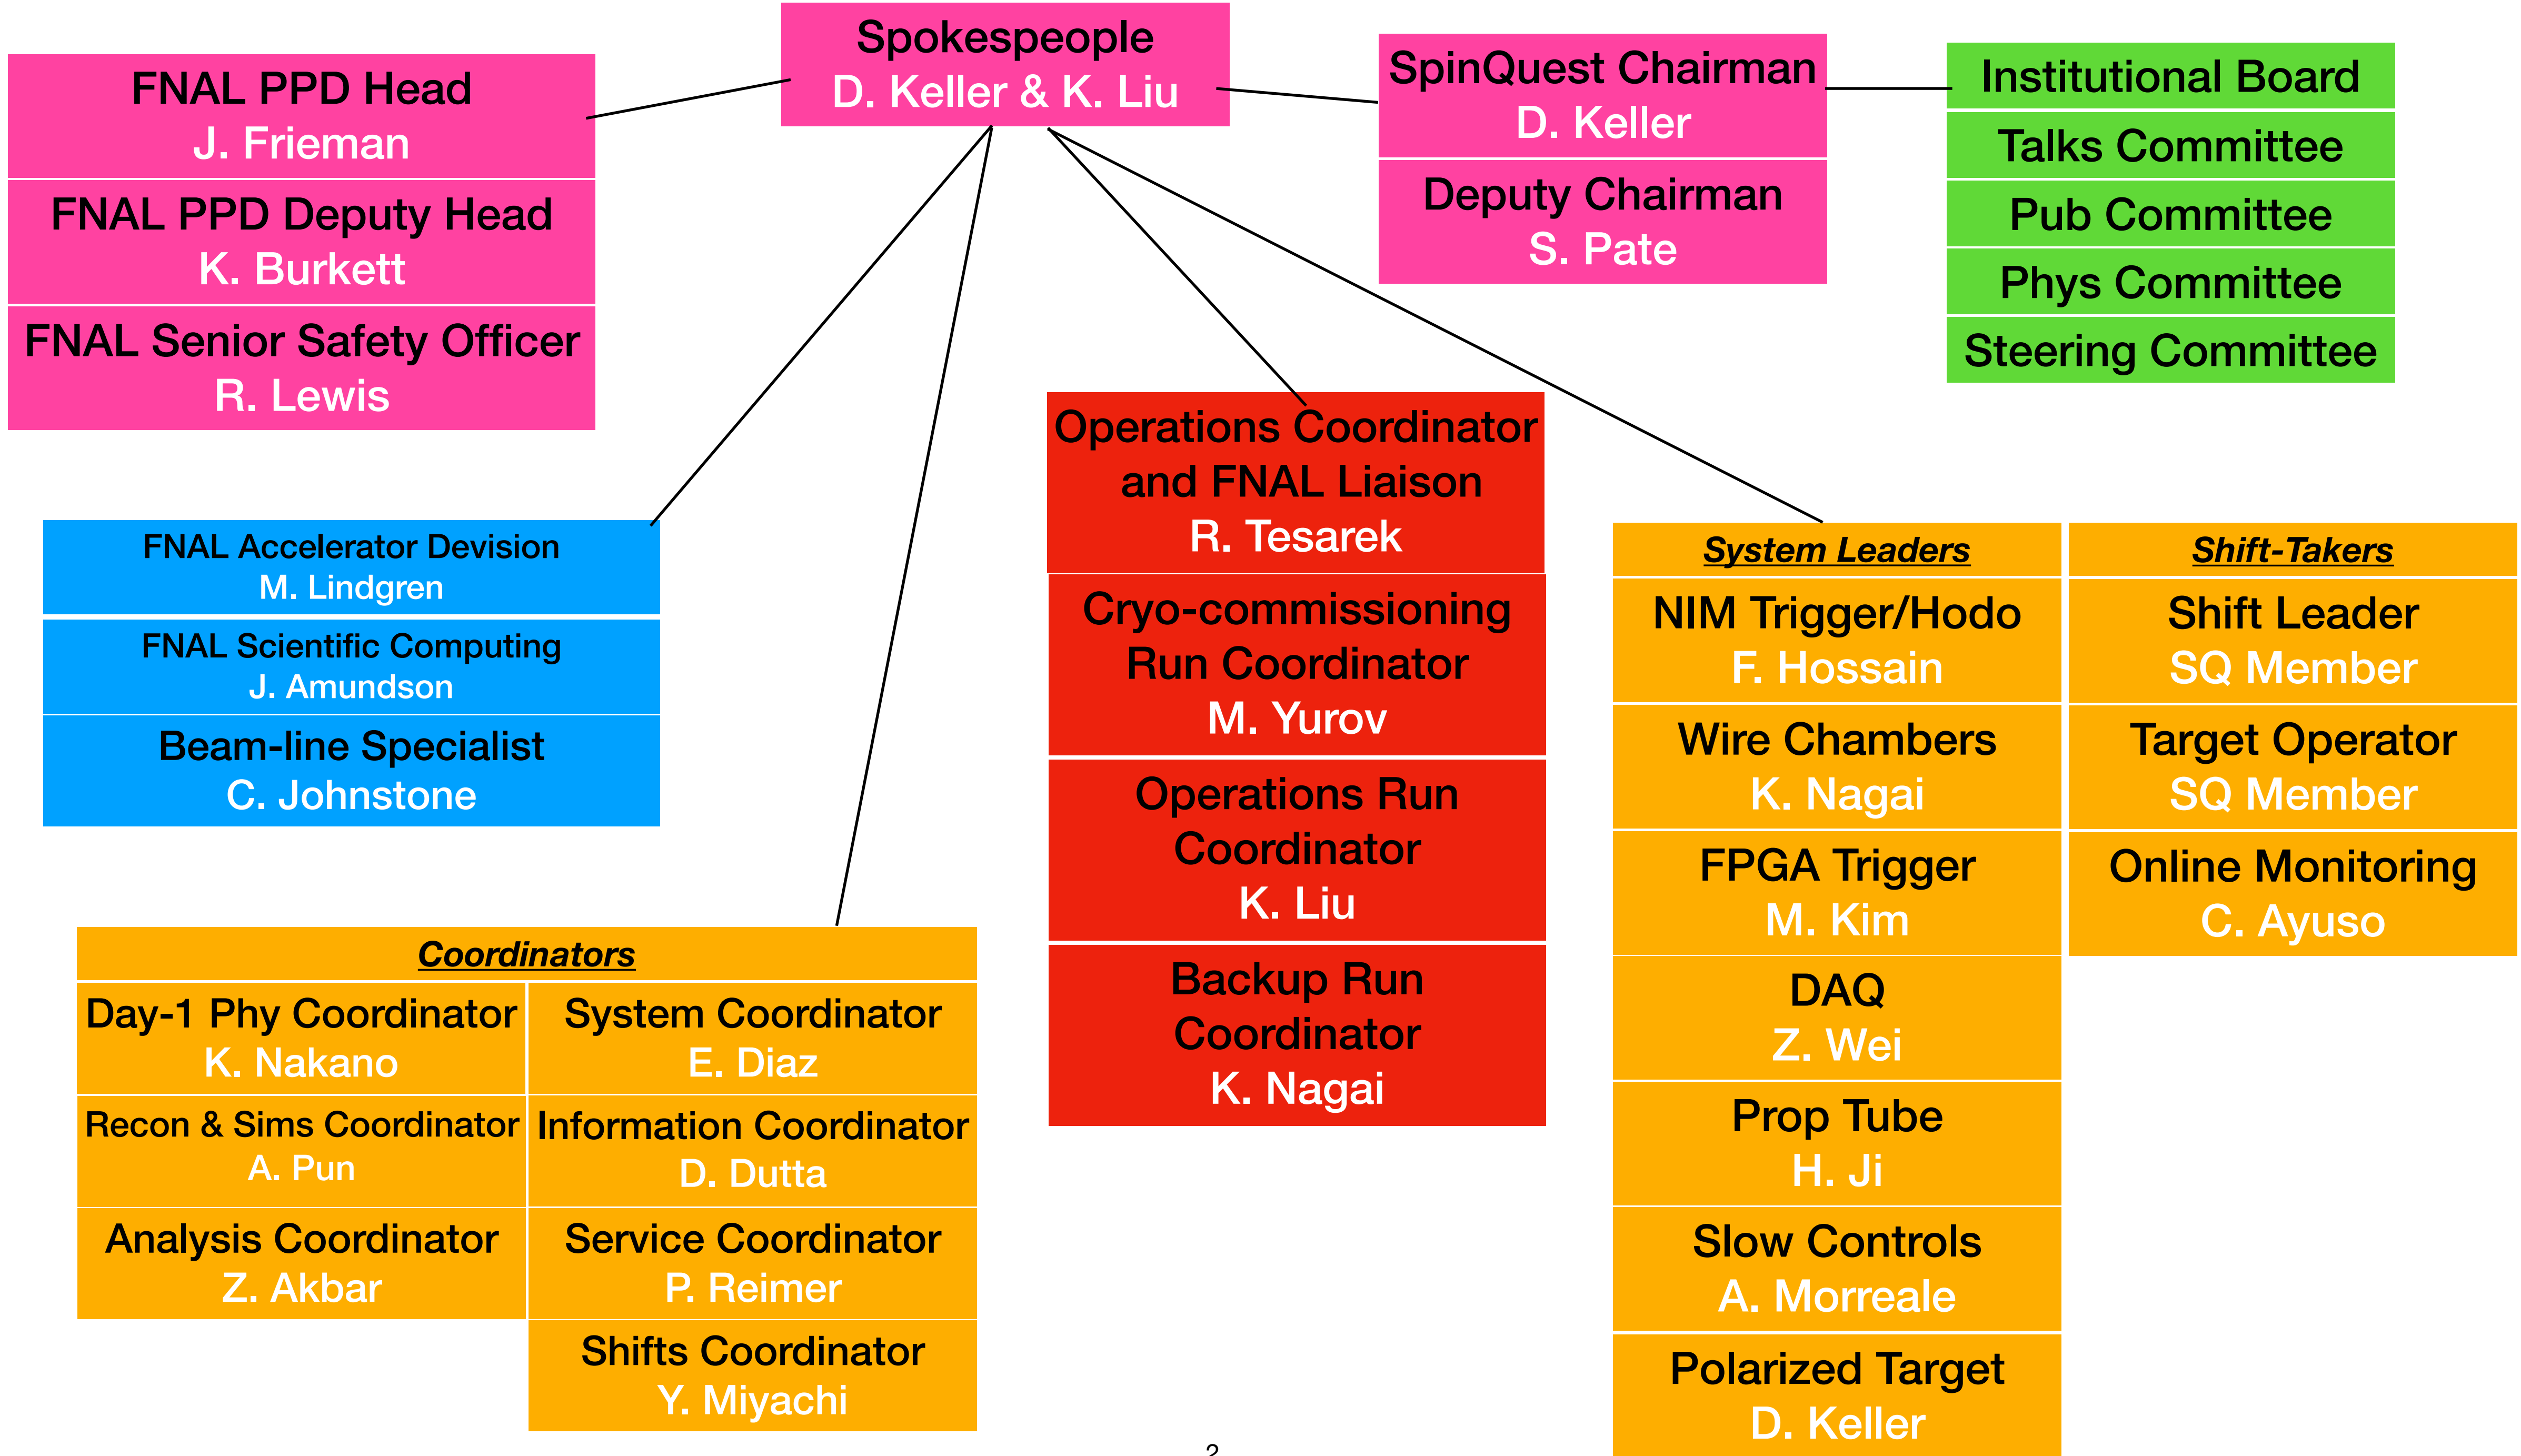 Spokespeople
D. Keller & K. Liu
FNAL PPD Head
J. Frieman
FNAL PPD Deputy Head
K. Burkett
FNAL Senior Safety Officer
R. Lewis
SpinQuest Chairman
D. Keller
Deputy Chairman
S. Pate
Institutional Board
Talks Committee
Pub Committee
Phys Committee
Steering Committee
FNAL Accelerator Devision
M. Lindgren
FNAL Scientific Computing
J. Amundson
Beam-line Specialist
C. Johnstone
Operations Coordinator
and FNAL Liaison
R. Tesarek
Cryo-commissioning
Run Coordinator
M. Yurov
Operations Run
Coordinator
K. Liu
Backup Run
Coordinator
K. Nagai
System Leaders
NIM Trigger/Hodo
F. Hossain
Wire Chambers
K. Nagai
FPGA Trigger
M. Kim
DAQ
Z. Wei
Prop Tube
H. Ji
Slow Controls
A. Morreale
Polarized Target
D. Keller
Shift-Takers
Shift Leader
SQ Member
Target Operator
SQ Member
Online Monitoring
C. Ayuso
Coordinators
Day-1 Phy Coordinator
K. Nakano
Recon & Sims Coordinator
A. Pun
Analysis Coordinator
Z. Akbar
System Coordinator
E. Diaz
Information Coordinator
D. Dutta
Service Coordinator
P. Reimer
Shifts Coordinator
Y. Miyachi
2